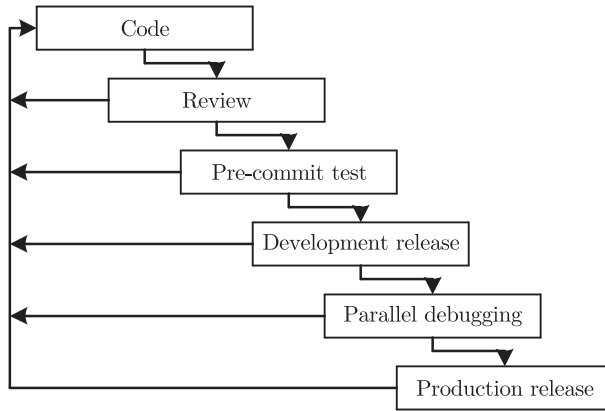 Code
Review
Pre-commit test
Development release
Parallel debugging
Production release